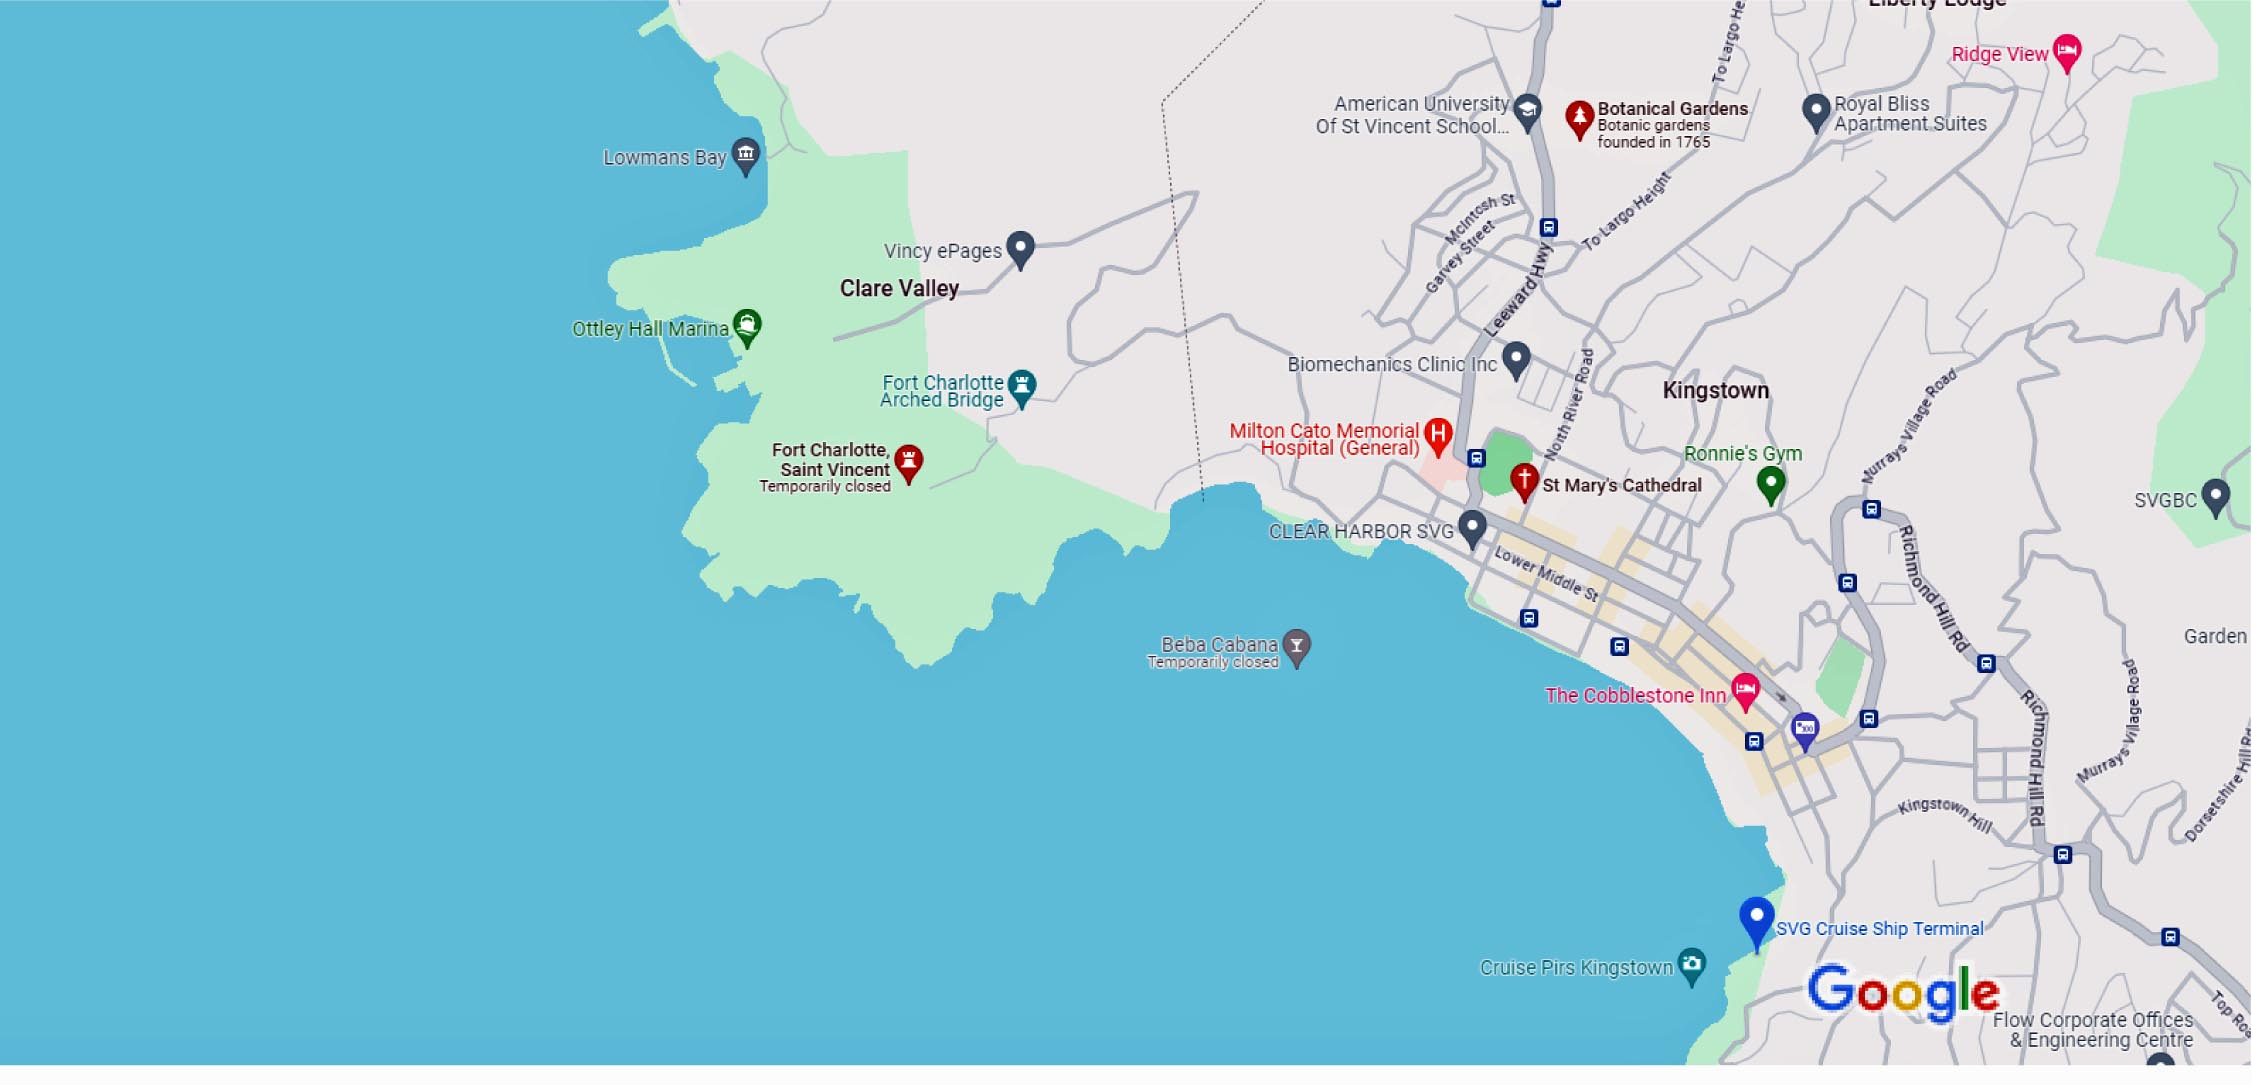 Liberty Lodge
To Largo He
Ridge View
American University
Of St Vincent School...
Botanical Gardens
Botanic gardens
founded in 1765
Royal Bliss
Apartment Suites
Lowmans Bay
McIntosh St
Garvey Street
To Largo Height
Vincy ePages
Leeward Hwy
Clare Valley
Ottley Hall Marina
Biomechanics Clinic Inc
Fort Charlotte
Arched Bridge
Kingstown
North River Road
Murrays Village Road
Milton Cato Memorial
Hospital (General)
Fort Charlotte,
Saint Vincent
Temporarily closed
Ronnie's Gym
St Mary's Cathedral
SVGBC
CLEAR HARBOR SVG
Lower Middle St
Richmond Hill Rd
Garden
Beba Cabana
Temporarily closed
The Cobblestone Inn
Richmond Hill Rd
Murrays Village Road
Dorsetshire Hill Rd
Kingstown Hill
SVG Cruise Ship Terminal
Cruise Pirs Kingstown
Google
Flow Corporate Offices
& Engineering Centre
Top Roa